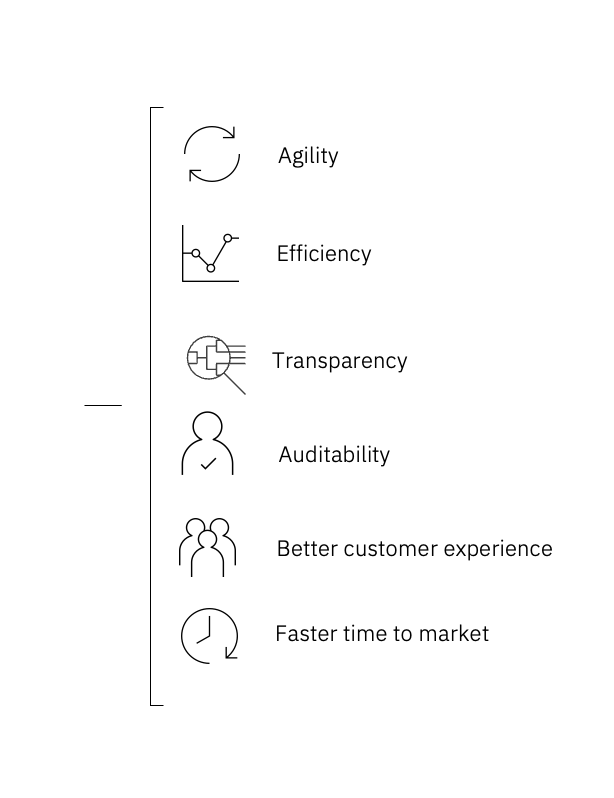 Agility
Efficiency
Transparency
Auditability
Better customer experience
Faster time to market